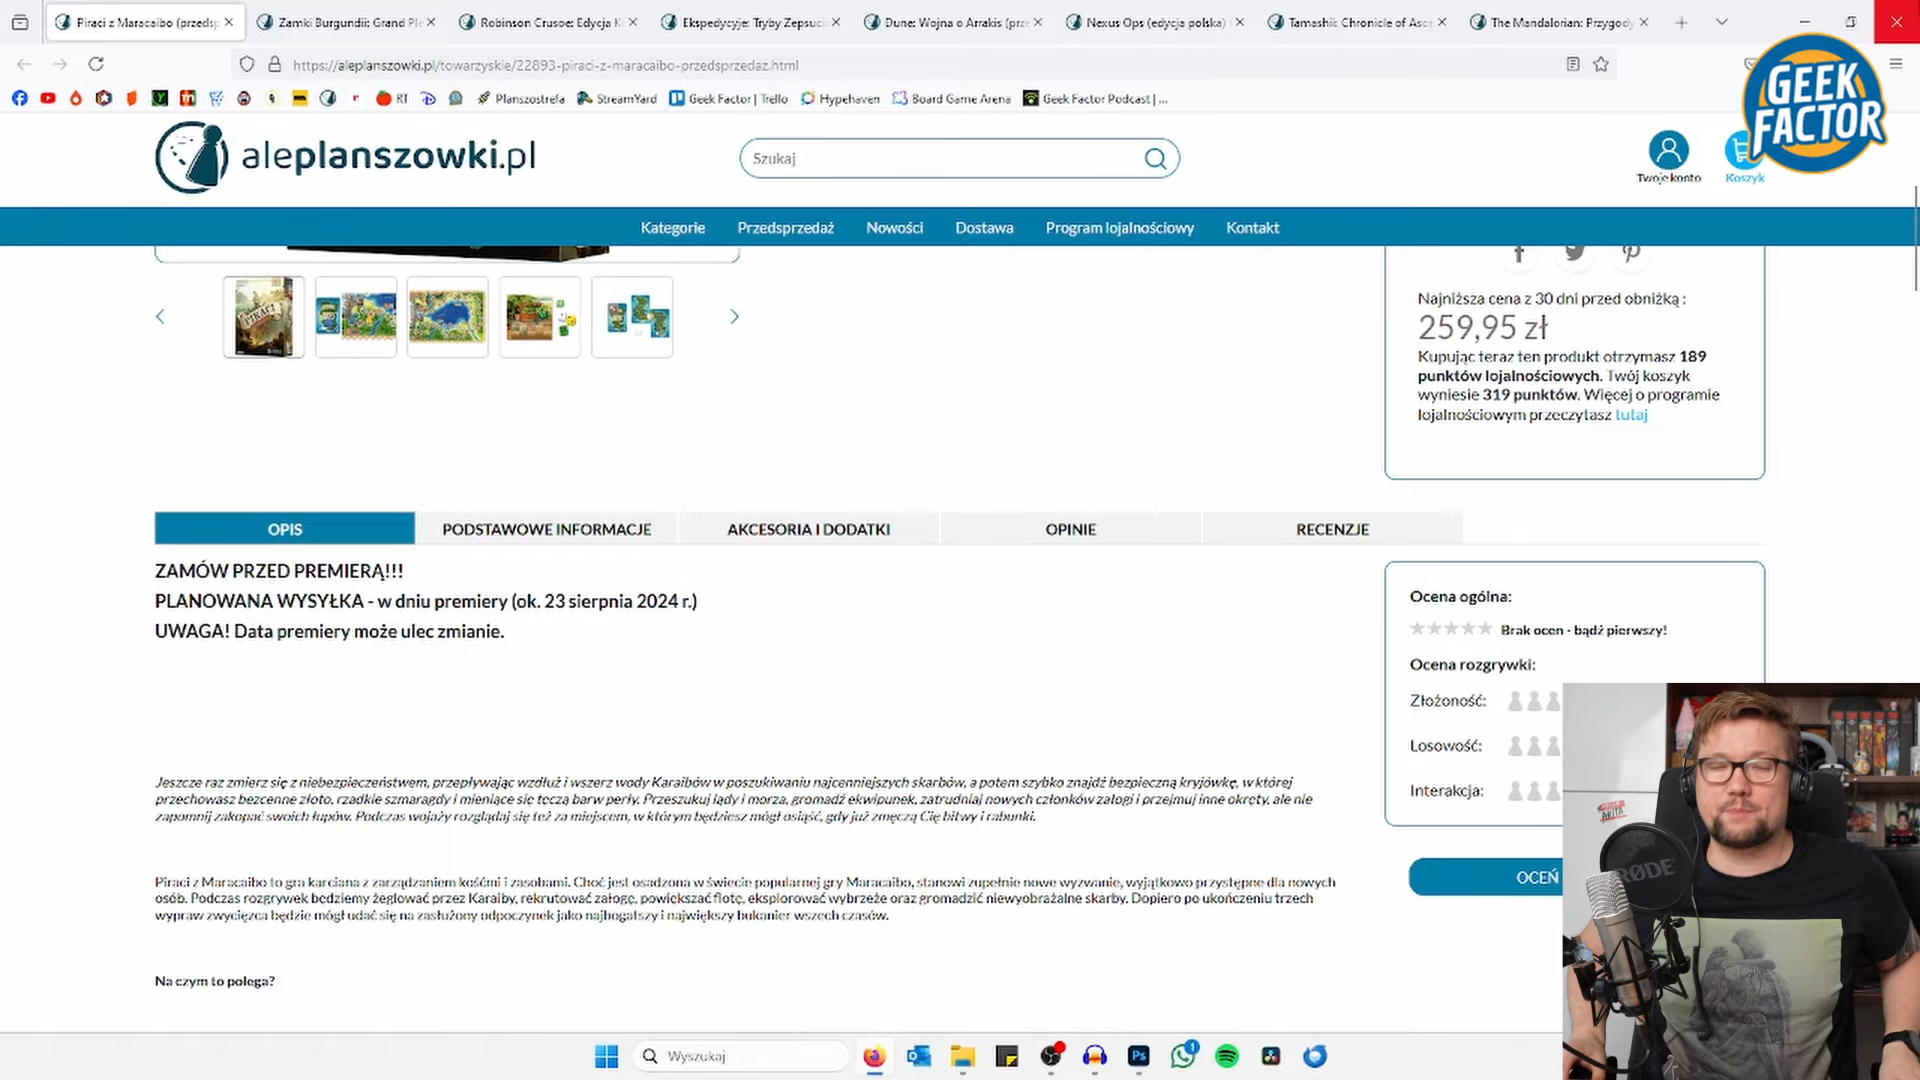 Piraci z Maracaibo (przedsp
Zamki Burgundii: Grand Ple
Robinson Crusoe: Edycja K
Ekspedycyje: Tryby Zepsuci
Dune: Wojna o Arrakis (prze
Nexus Ops (edycja polska)
Tamashii: Chronicle of Asce
The Mandalorian: Przygody
https://aleplanszowki.pl/towarzyskie/22893-piraci-z-maracaibo-przedsprzedaz.html
RT
Planszostrefa
StreamYard
Geek Factor | Trello
Hypehaven
Board Game Arena
Geek Factor Podcast | ...
GEEK
FACTOR
aleplanszowki.pl
Szukaj
Twoje konto
Koszyk
Kategorie
Przedsprzedaż
Nowości
Dostawa
Program lojalnościowy
Kontakt
PIRACI
Najniższa cena z 30 dni przed obniżką :
259,95 zł
Kupując teraz ten produkt otrzymasz 189
punktów lojalnościowych. Twój koszyk
wyniesie 319 punktów. Więcej o programie
lojalnościowym przeczytasz tutaj
OPIS
PODSTAWOWE INFORMACJE
AKCESORIA I DODATKI
OPINIE
RECENZJE
ZAMÓW PRZED PREMIERĄ!!!
PLANOWANA WYSYŁKA - w dniu premiery (ok. 23 sierpnia 2024 r.)
UWAGA! Data premiery może ulec zmianie.
Ocena ogólna:
Brak ocen - bądź pierwszy!
Ocena rozgrywki:
Złożoność:
Losowość:
Interakcja:
OCEŃ
Jeszcze raz zmierz się z niebezpieczeństwem, przepływając wzdłuż i wszerz wody Karaibów w poszukiwaniu najcenniejszych skarbów, a potem szybko znajdź bezpieczną kryjówkę, w której
przechowasz bezcenne złoto, rzadkie szmaragdy i mieniące się tęczą barw perły. Przeszukuj lądy i morza, gromadź ekwipunek, zatrudniaj nowych członków załogi i przejmuj inne okręty, ale nie
zapomnij zakopać swoich łupów. Podczas wojaży rozglądaj się też za miejscem, w którym będziesz mógł osiąść, gdy już zmęczą Cię bitwy i rabunki.
Piraci z Maracaibo to gra karciana z zarządzaniem kośćmi i zasobami. Choć jest osadzona w świecie popularnej gry Maracaibo, stanowi zupełnie nowe wyzwanie, wyjątkowo przystępne dla nowych
osób. Podczas rozgrywek będziemy żeglować przez Karaiby, rekrutować załogę, powiększać flotę, eksplorować wybrzeże oraz gromadzić niewyobrażalne skarby. Dopiero po ukończeniu trzech
wypraw zwycięzca będzie mógł udać się na zasłużony odpoczynek jako najbogatszy i największy bukanier wszech czasów.
Na czym to polega?
RØDE
Wyszukaj
Ps
1